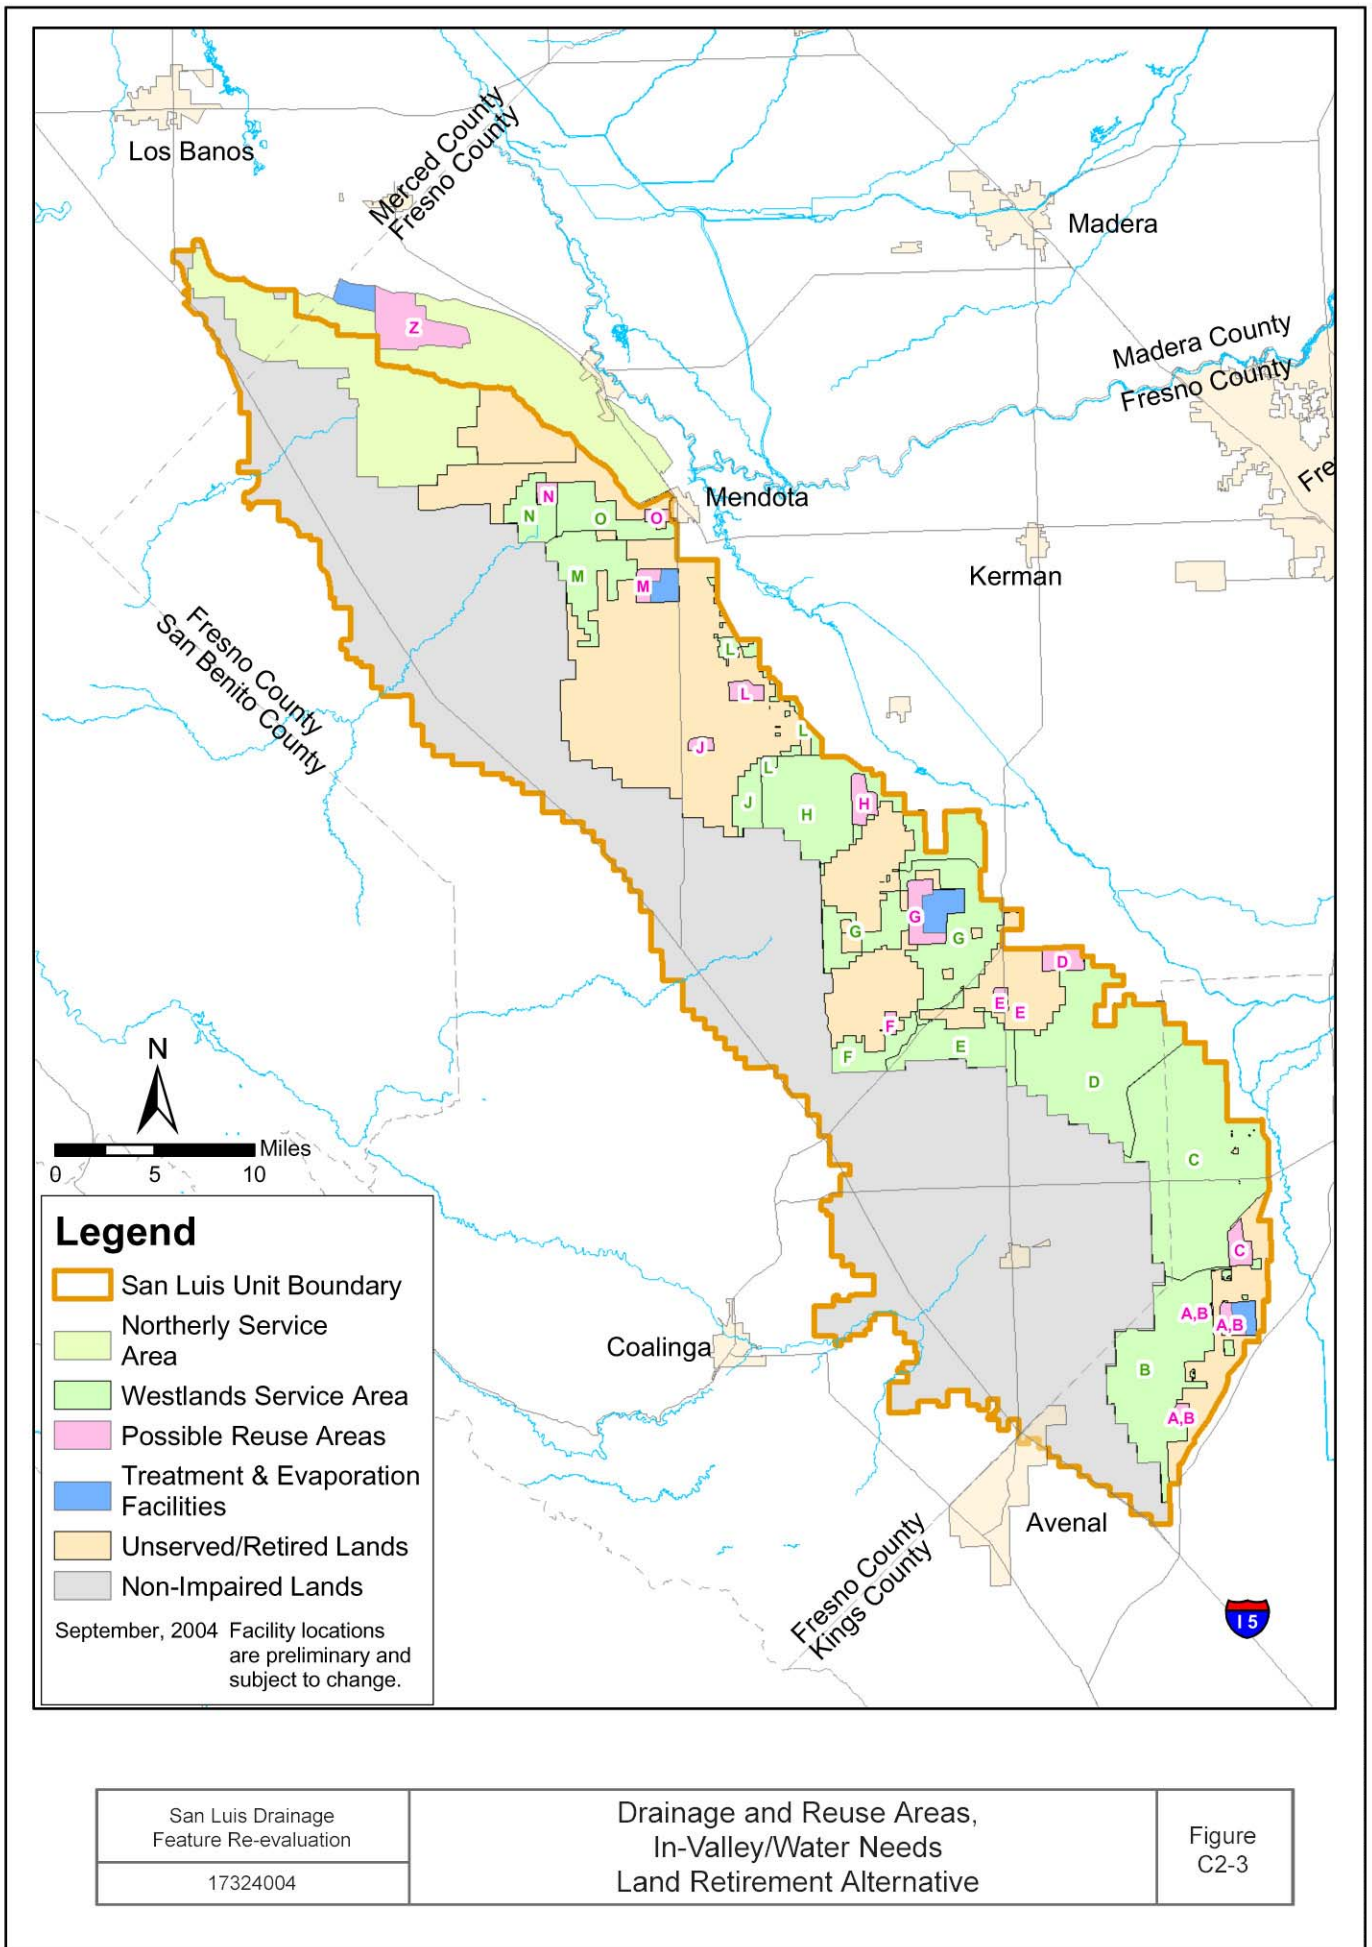 Los Banos
Merced County
Fresno County
Madera
Madera County
Fresno County
Z
Fre
Mendota
N
N
O
O
Kerman
M
M
Fresno County
San Benito County
L
L
L
J
L
J
H
H
G
G
G
D
E
E
F
F
E
D
N
Miles
0 5 10
C
C
A,B
A,B
B
A,B
Coalinga
Avenal
Fresno County
Kings County
I 5
Legend
San Luis Unit Boundary
Northerly Service
Area
Westlands Service Area
Possible Reuse Areas
Treatment & Evaporation
Facilities
Unserved/Retired Lands
Non-Impaired Lands
September, 2004 Facility locations
are preliminary and
subject to change.
San Luis Drainage
Feature Re-evaluation
17324004
Drainage and Reuse Areas,
In-Valley/Water Needs
Land Retirement Alternative
Figure
C2-3